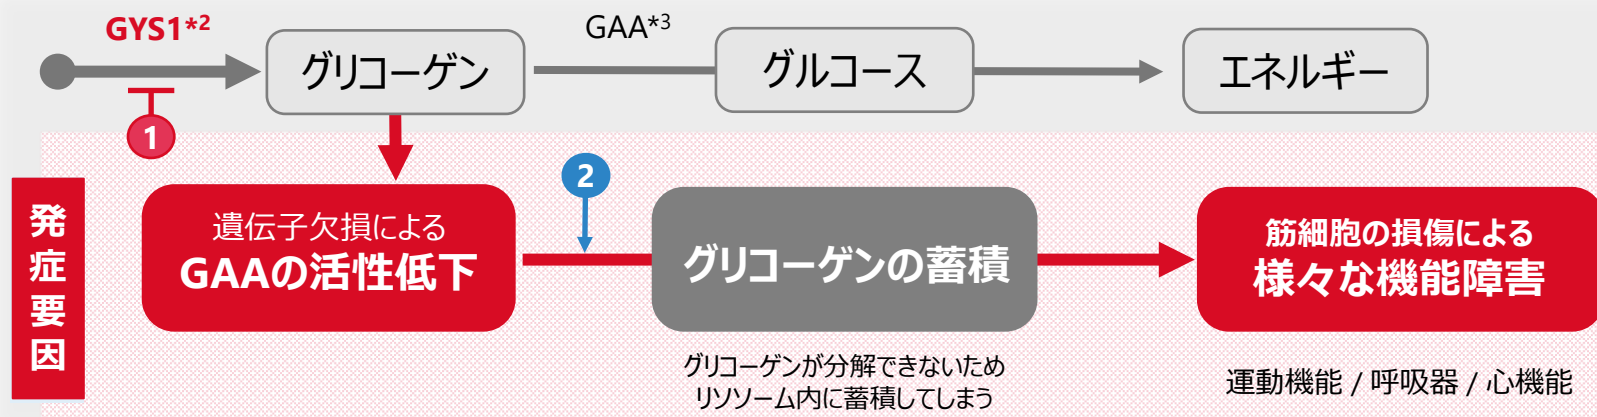 GYS1*2
GAA*3
グリコーゲン
グルコース
エネルギー
1
2
発症要因
遺伝子欠損による
GAAの活性低下
グリコーゲンの蓄積
筋細胞の損傷による
様々な機能障害
グリコーゲンが分解できないため
リソソーム内に蓄積してしまう
運動機能 / 呼吸器 / 心機能